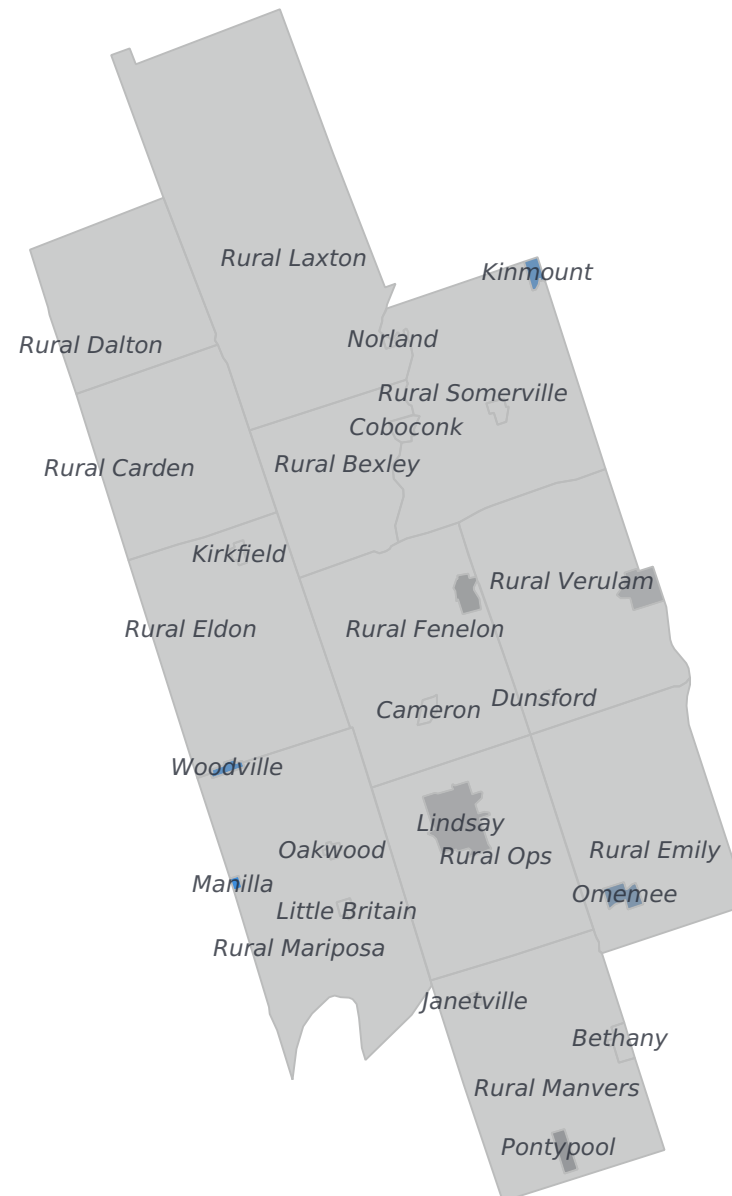 Rural Laxton
Kinmount
Norland
Rural Dalton
Rural Somerville
Coboconk
Rural Bexley
Rural Carden
Kirkfield
Rural Verulam
Rural Eldon
Rural Fenelon
Dunsford
Cameron
Woodville
Lindsay
Oakwood
Rural Ops
Rural Emily
Manilla
Omemee
Little Britain
Rural Mariposa
Janetville
Bethany
Rural Manvers
Pontypool